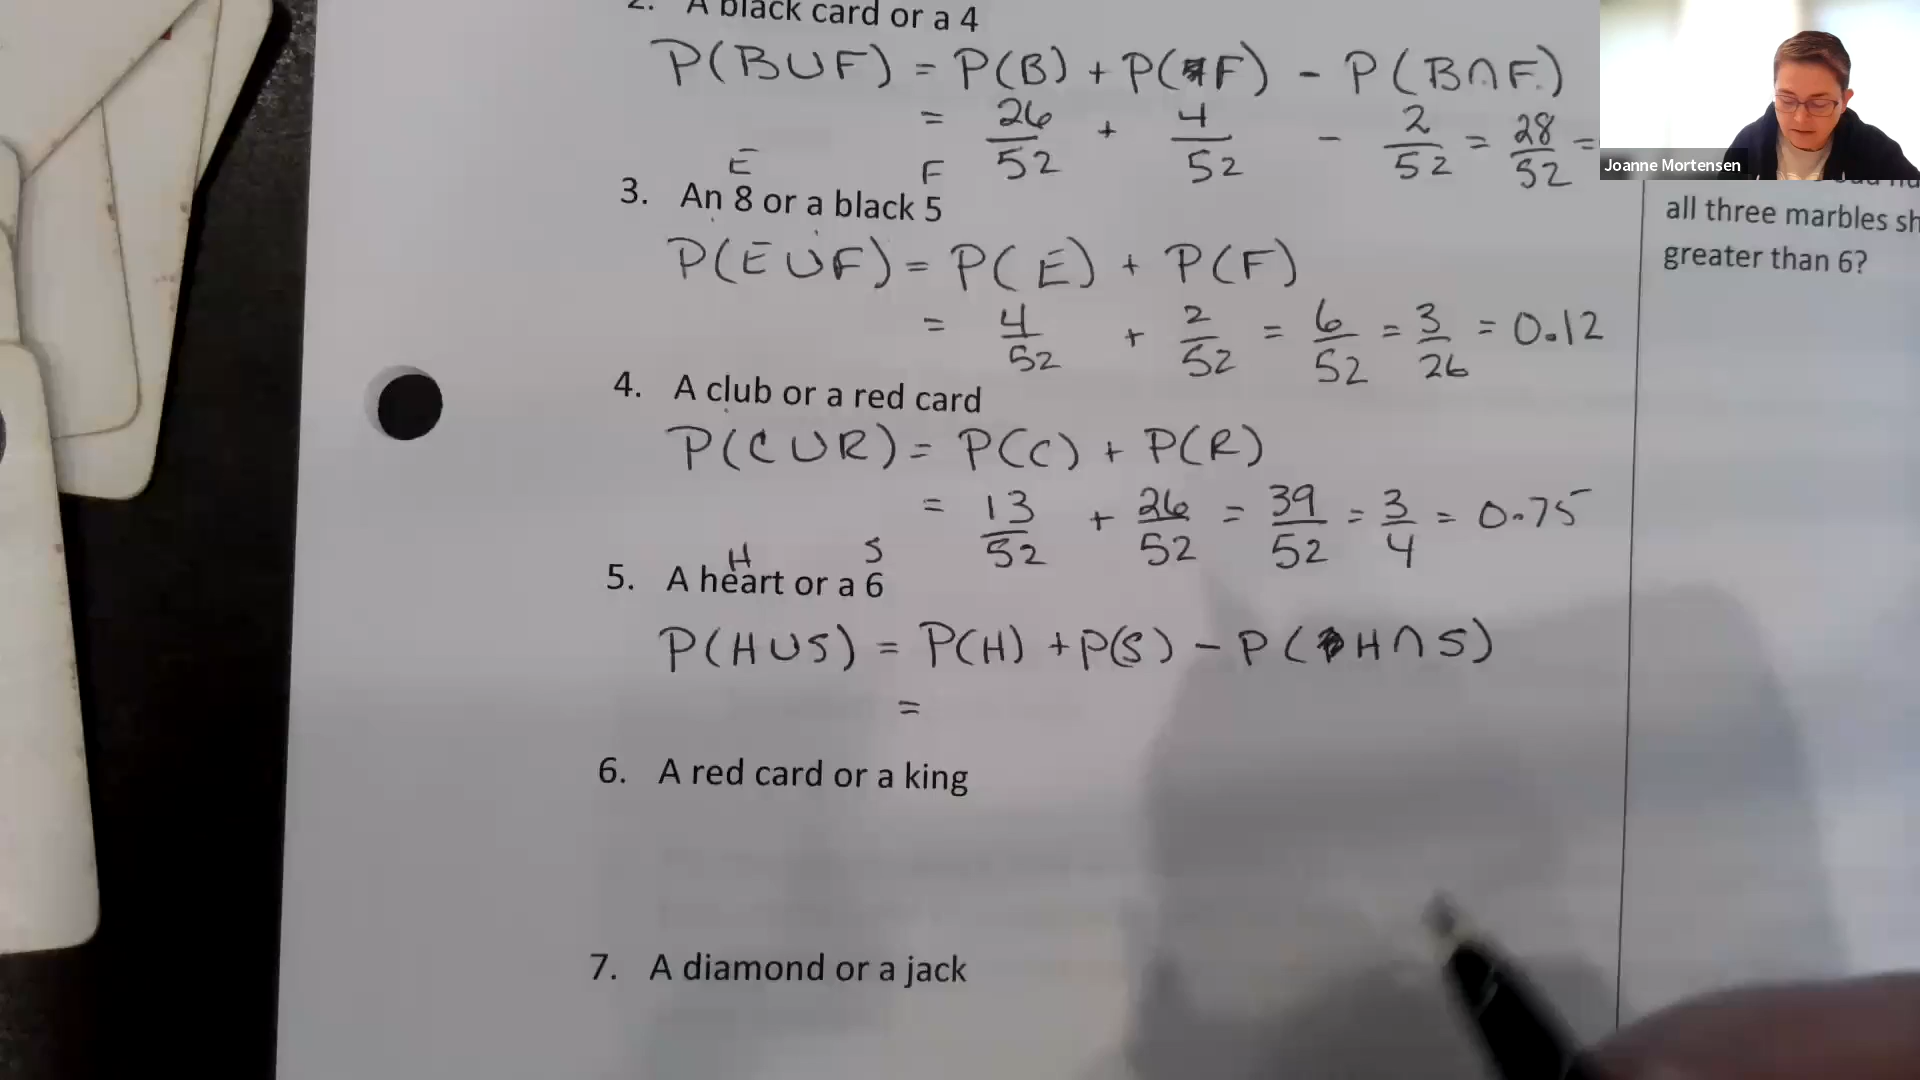 2. A black card or a 4
P(B∪F) = P(B) + P(F) - P(B∩F)
= 26/52 + 4/52 - 2/52 = 28/52 =
Joanne Mortensen
E F
3. An 8 or a black 5
P(E∪F) = P(E) + P(F)
= 4/52 + 2/52 = 6/52 = 3/26 = 0.12
4. A club or a red card
P(C∪R) = P(C) + P(R)
= 13/52 + 26/52 = 39/52 = 3/4 = 0.75
H S
5. A heart or a 6
P(H∪S) = P(H) + P(S) - P(H∩S)
=
6. A red card or a king
7. A diamond or a jack
all three marbles sh
greater than 6?